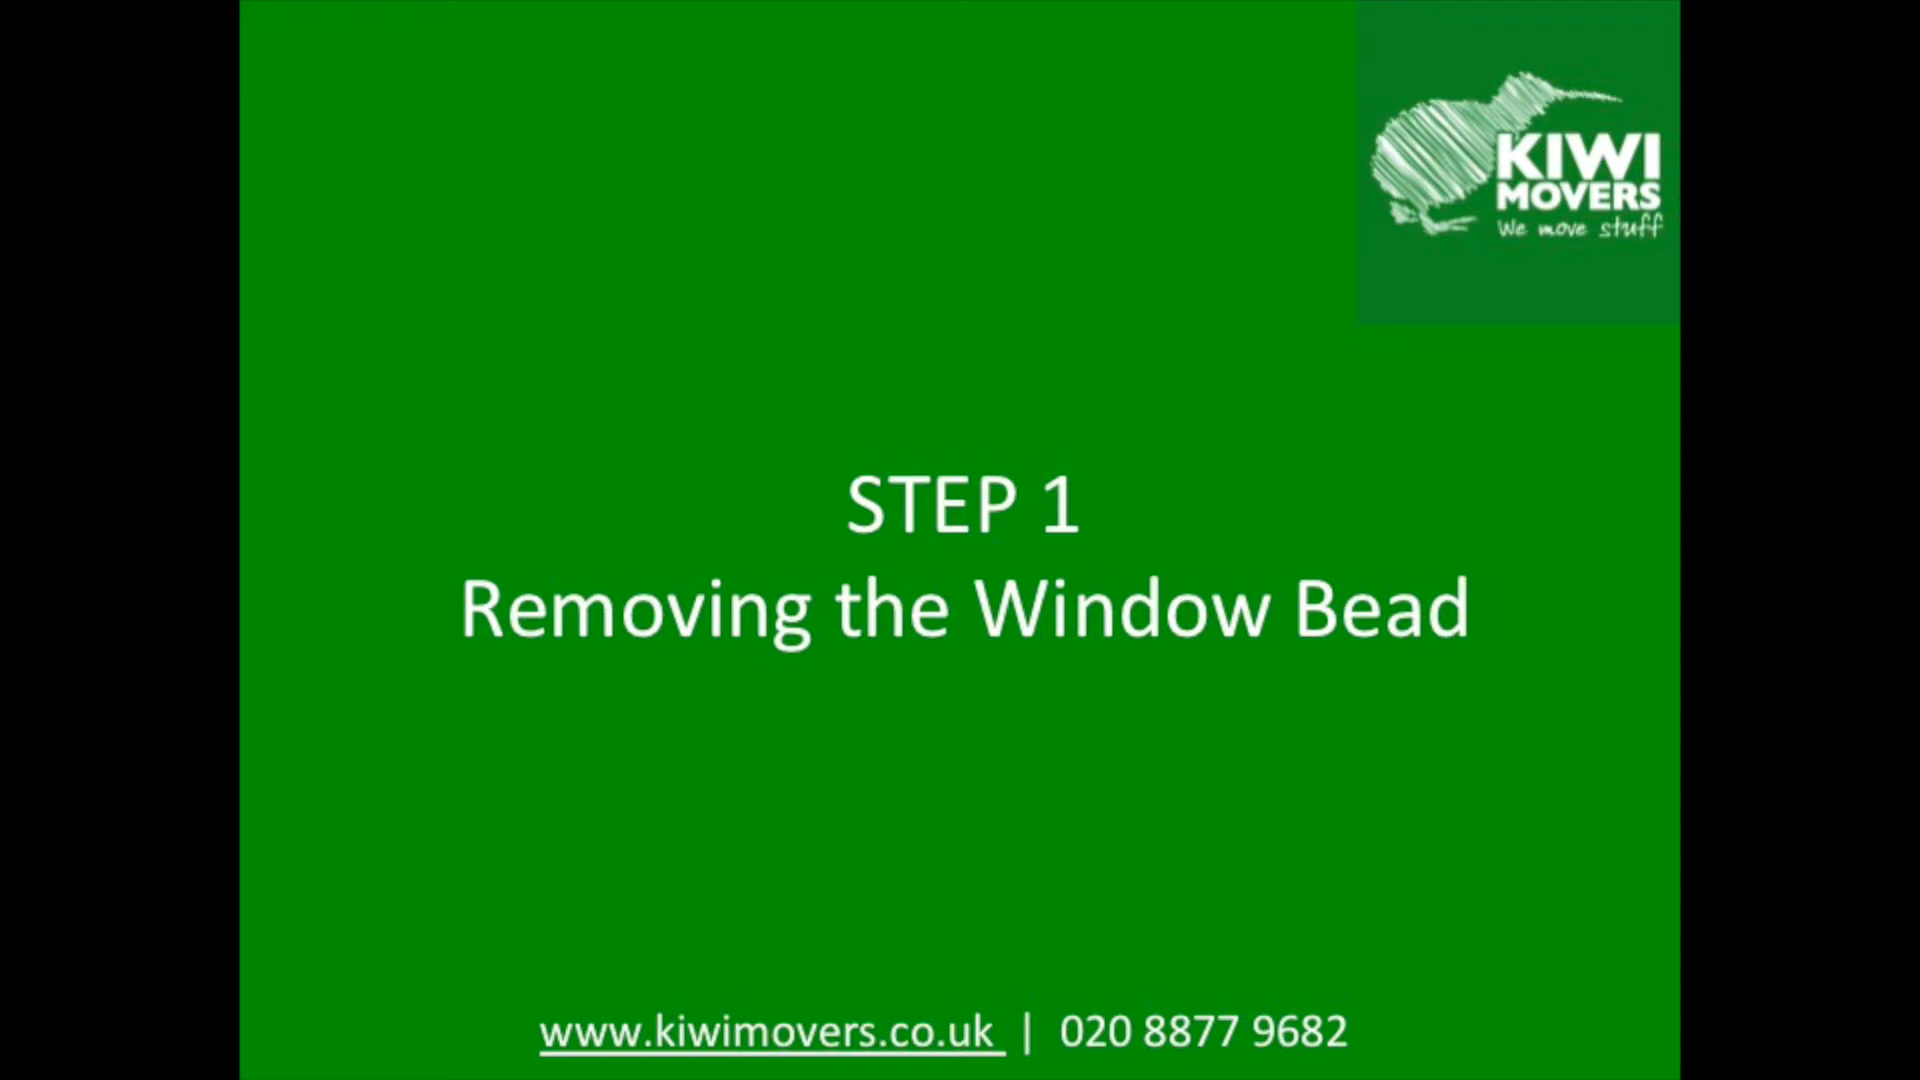 KIWI
MOVERS
We move stuff
STEP 1
Removing the Window Bead
www.kiwimovers.co.uk | 020 8877 9682